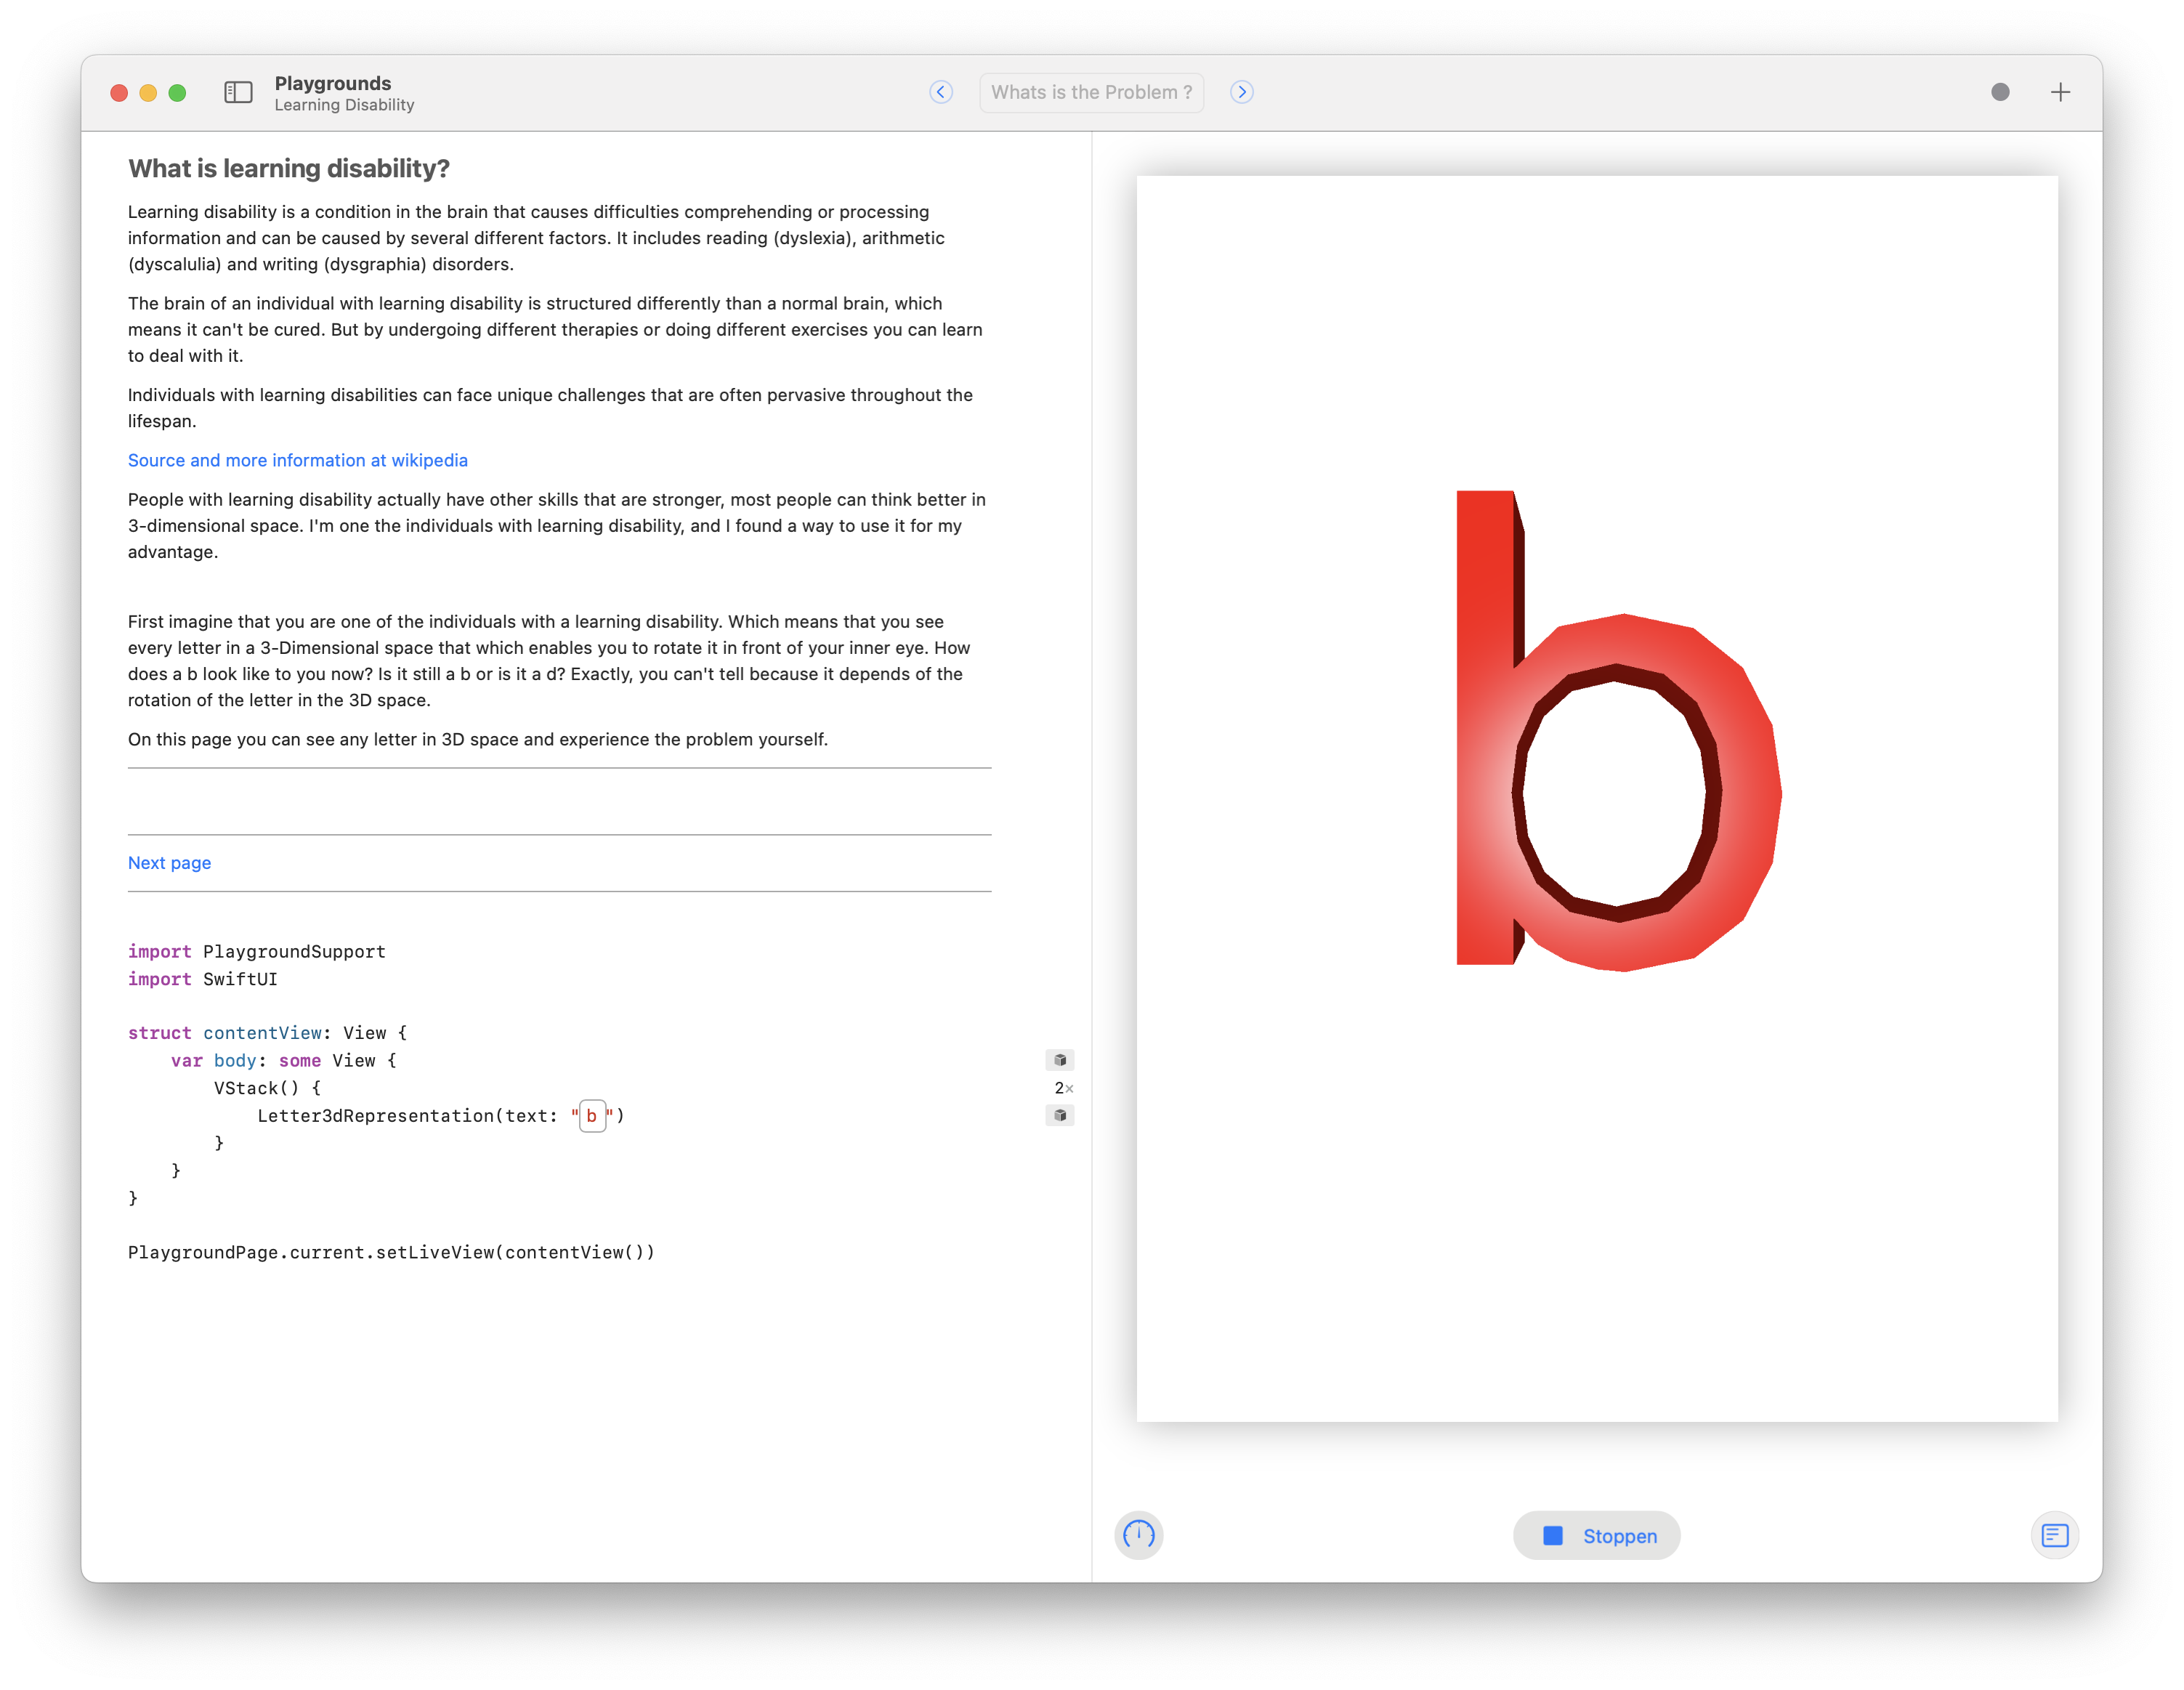 Playgrounds
Learning Disability
Whats is the Problem ?
What is learning disability?
Learning disability is a condition in the brain that causes difficulties comprehending or processing
information and can be caused by several different factors. It includes reading (dyslexia), arithmetic
(dyscalulia) and writing (dysgraphia) disorders.
The brain of an individual with learning disability is structured differently than a normal brain, which
means it can't be cured. But by undergoing different therapies or doing different exercises you can learn
to deal with it.
Individuals with learning disabilities can face unique challenges that are often pervasive throughout the
lifespan.
Source and more information at wikipedia
People with learning disability actually have other skills that are stronger, most people can think better in
3-dimensional space. I'm one the individuals with learning disability, and I found a way to use it for my
advantage.
First imagine that you are one of the individuals with a learning disability. Which means that you see
every letter in a 3-Dimensional space that which enables you to rotate it in front of your inner eye. How
does a b look like to you now? Is it still a b or is it a d? Exactly, you can't tell because it depends of the
rotation of the letter in the 3D space.
On this page you can see any letter in 3D space and experience the problem yourself.
Next page
import PlaygroundSupport
import SwiftUI
struct contentView: View {
    var body: some View {
        VStack() {
2×
            Letter3dRepresentation(text: "b")
        }
    }
}
PlaygroundPage.current.setLiveView(contentView())
b
Stoppen